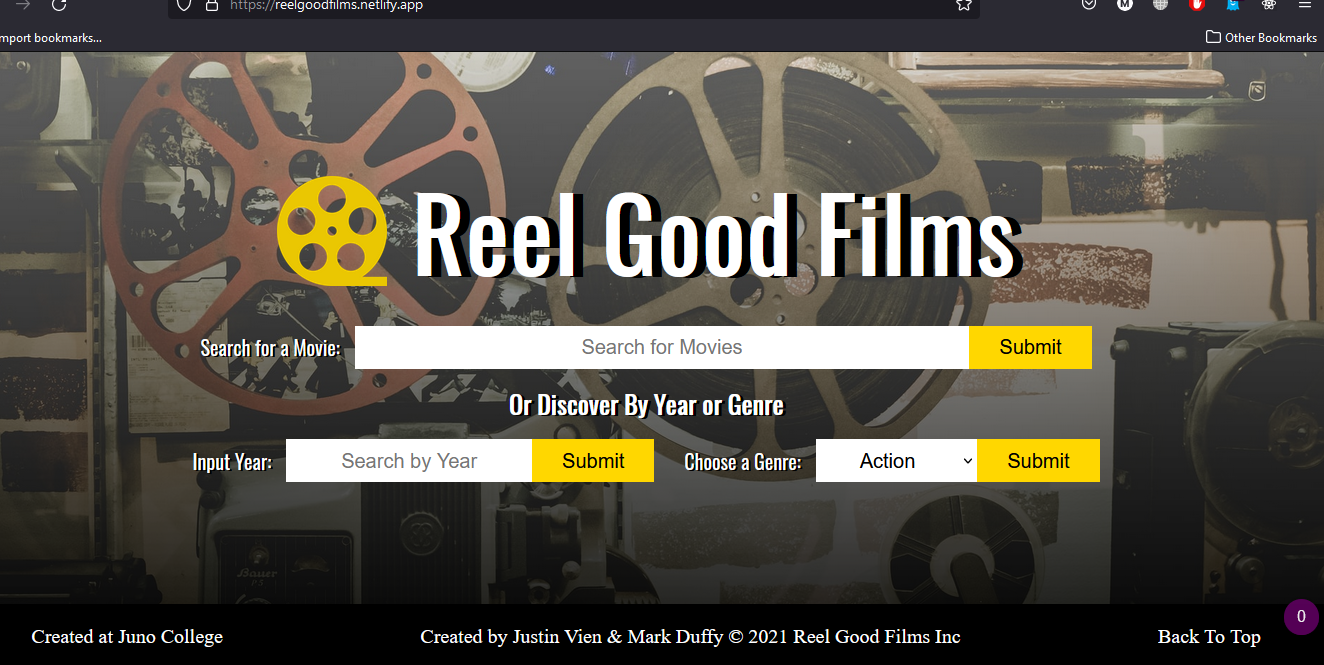 https://reelgoodfilms.netlify.app
mport bookmarks...
Other Bookmarks
Reel Good Films
Search for a Movie:
Search for Movies
Submit
Or Discover By Year or Genre
Input Year:
Search by Year
Submit
Choose a Genre:
Action
Submit
Bauer
Created at Juno College
Created by Justin Vien & Mark Duffy © 2021 Reel Good Films Inc
Back To Top
0